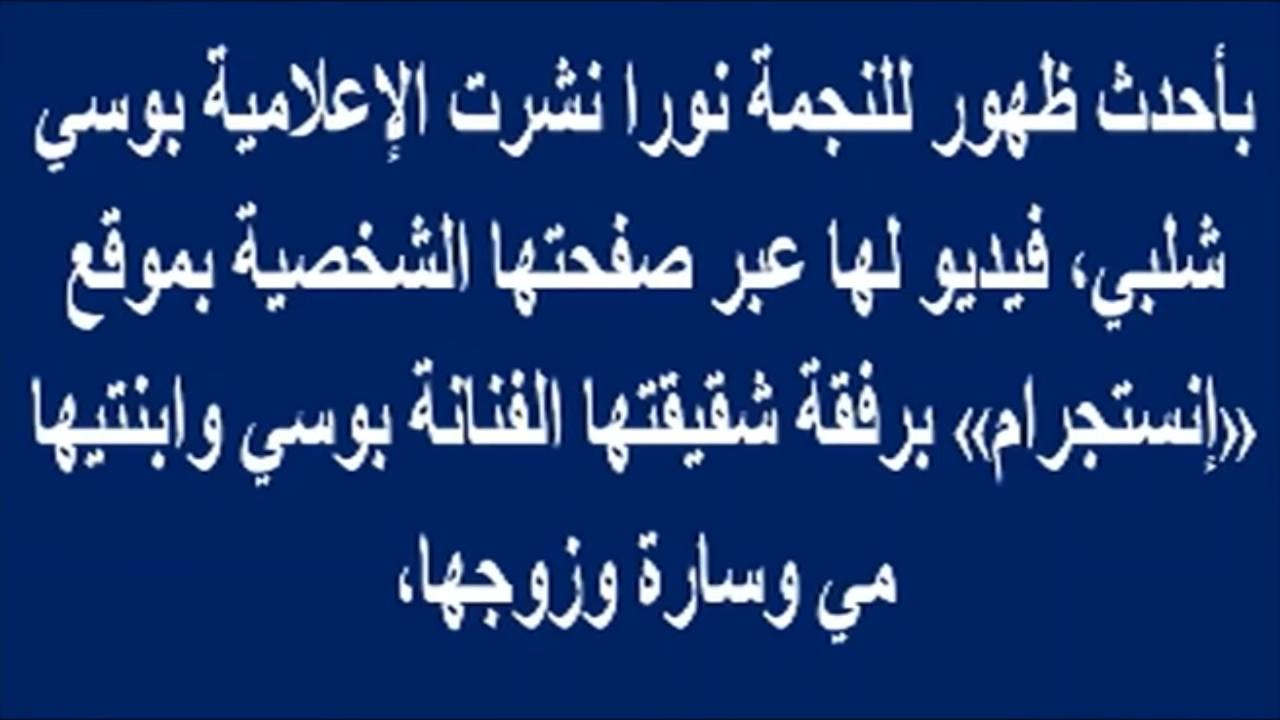 بأحدث ظهور للنجمة نورا نشرت الإعلامية بوسي
شلبي، فيديو لها عبر صفحتها الشخصية بموقع
«إنستجرام» برفقة شقيقتها الفنانة بوسي وابنتيها
مي وسارة وزوجها،